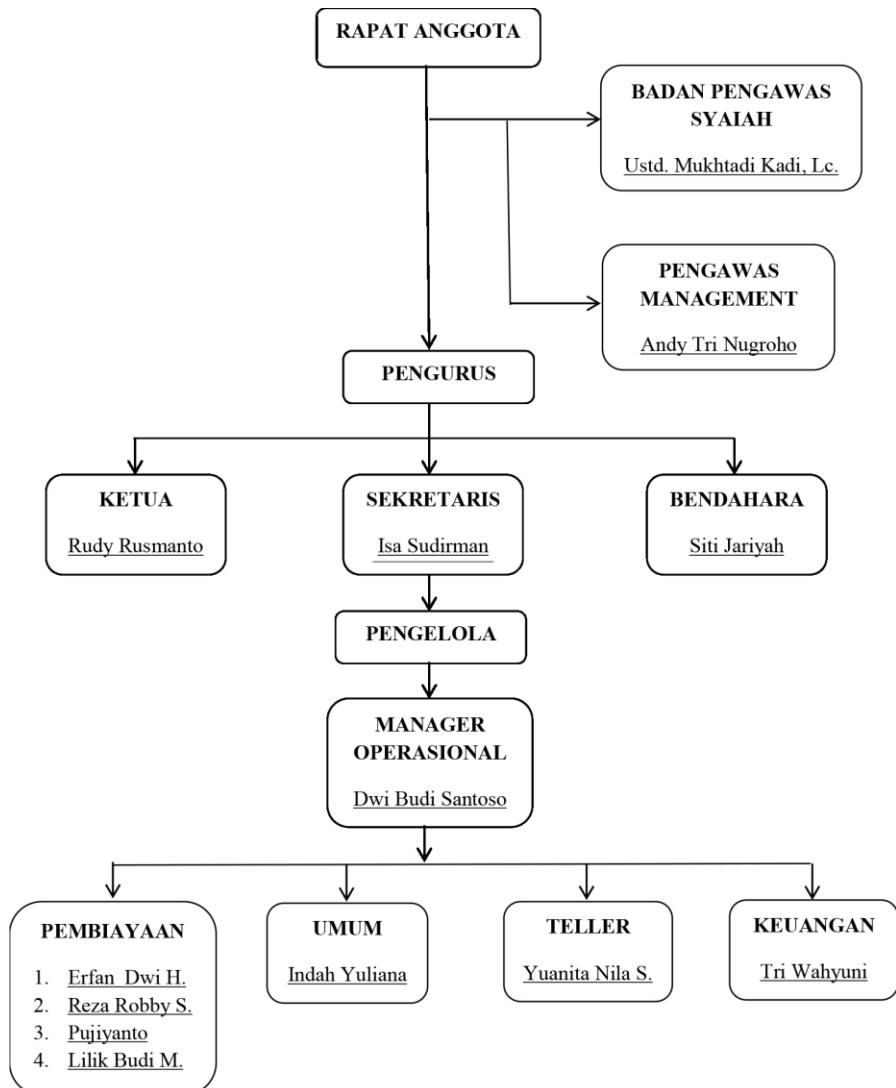 RAPAT ANGGOTA
BADAN PENGAWAS
SYAIAH
Ustd. Mukhtadi Kadi, Lc.
PENGAWAS
MANAGEMENT
Andy Tri Nugroho
PENGURUS
KETUA
Rudy Rusmanto
SEKRETARIS
Isa Sudirman
BENDAHARA
Siti Jariyah
PENGELOLA
MANAGER
OPERASIONAL
Dwi Budi Santoso
PEMBIAYAAN
1. Erfan Dwi H.
2. Reza Robby S.
3. Pujiyanto
4. Lilik Budi M.
UMUM
Indah Yuliana
TELLER
Yuanita Nila S.
KEUANGAN
Tri Wahyuni